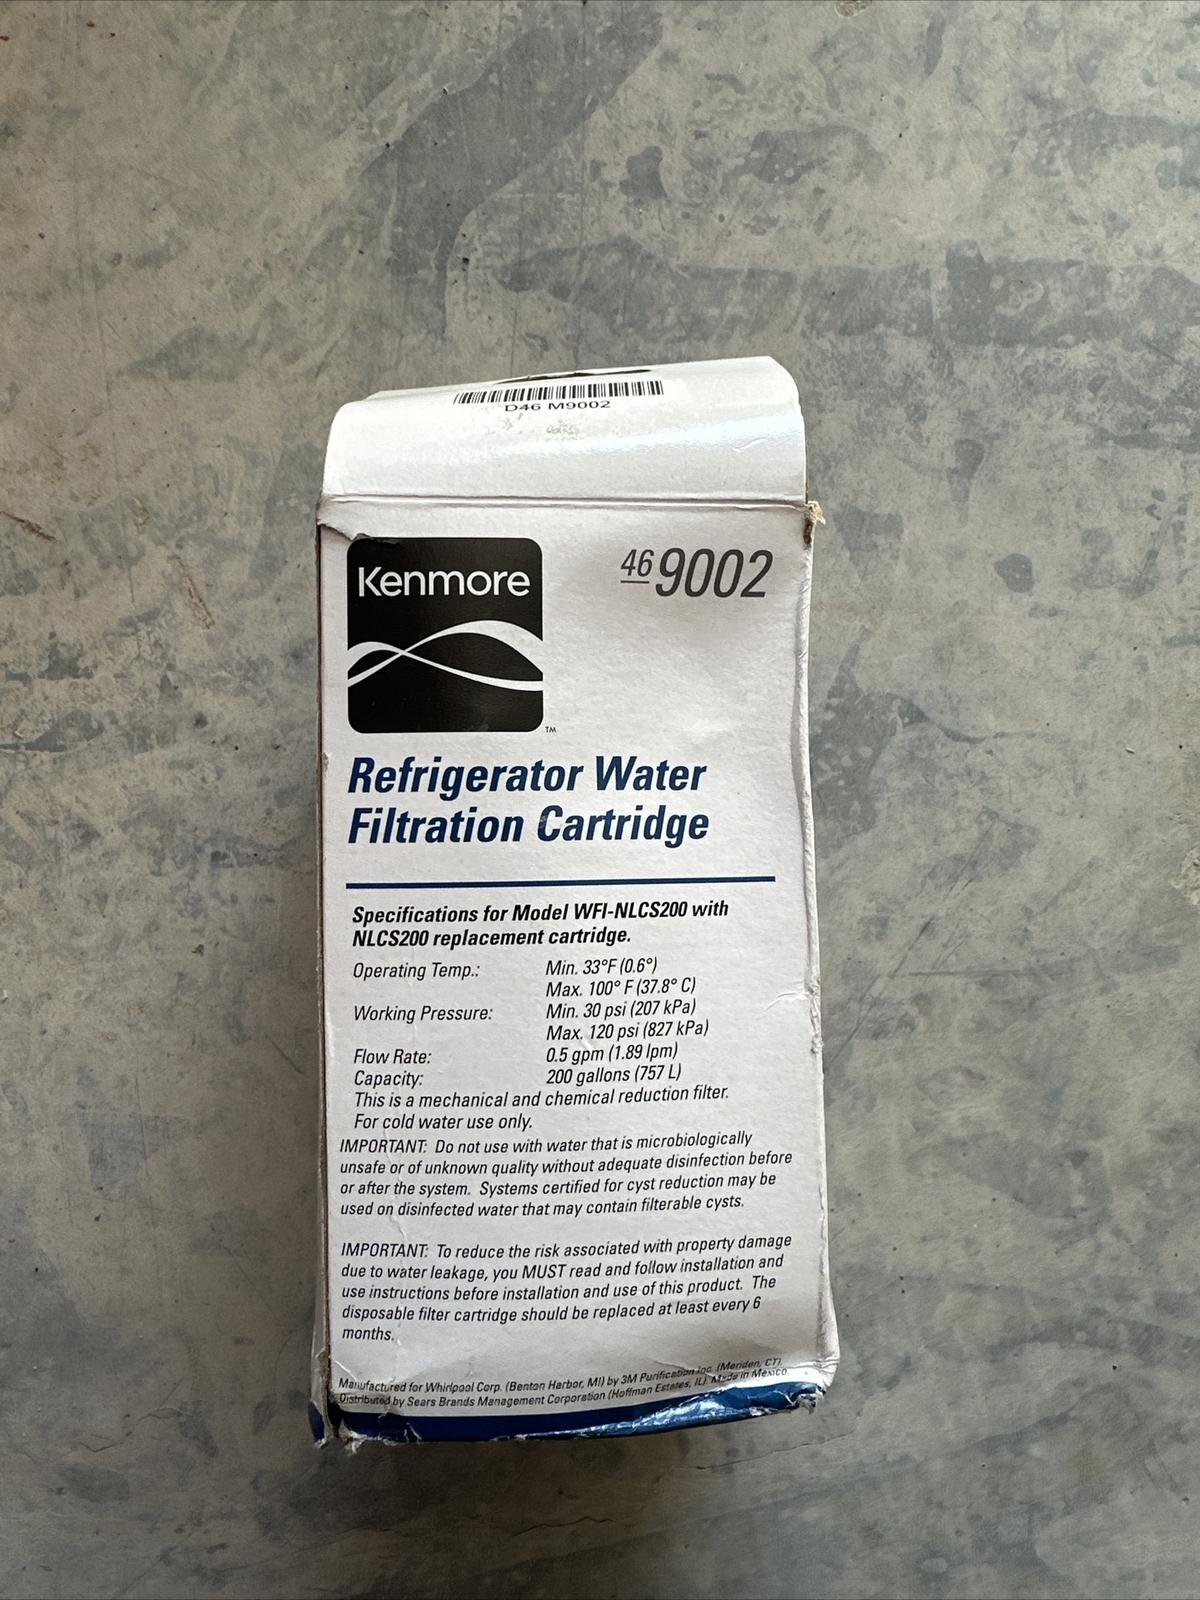 D46 M9002
Kenmore
46 9002
TM
Refrigerator Water
Filtration Cartridge
Specifications for Model WFI-NLCS200 with
NLCS200 replacement cartridge.
Operating Temp.: Min. 33°F (0.6°)
Max. 100° F (37.8° C)
Working Pressure: Min. 30 psi (207 kPa)
Max. 120 psi (827 kPa)
Flow Rate: 0.5 gpm (1.89 lpm)
Capacity: 200 gallons (757 L)
This is a mechanical and chemical reduction filter.
For cold water use only.
IMPORTANT: Do not use with water that is microbiologically
unsafe or of unknown quality without adequate disinfection before
or after the system. Systems certified for cyst reduction may be
used on disinfected water that may contain filterable cysts.
IMPORTANT: To reduce the risk associated with property damage
due to water leakage, you MUST read and follow installation and
use instructions before installation and use of this product. The
disposable filter cartridge should be replaced at least every 6
months.
Manufactured for Whirlpool Corp. (Benton Harbor, MI) by 3M Purification Inc. (Meriden, CT).
Distributed by Sears Brands Management Corporation (Hoffman Estates, IL). Made in Mexico.